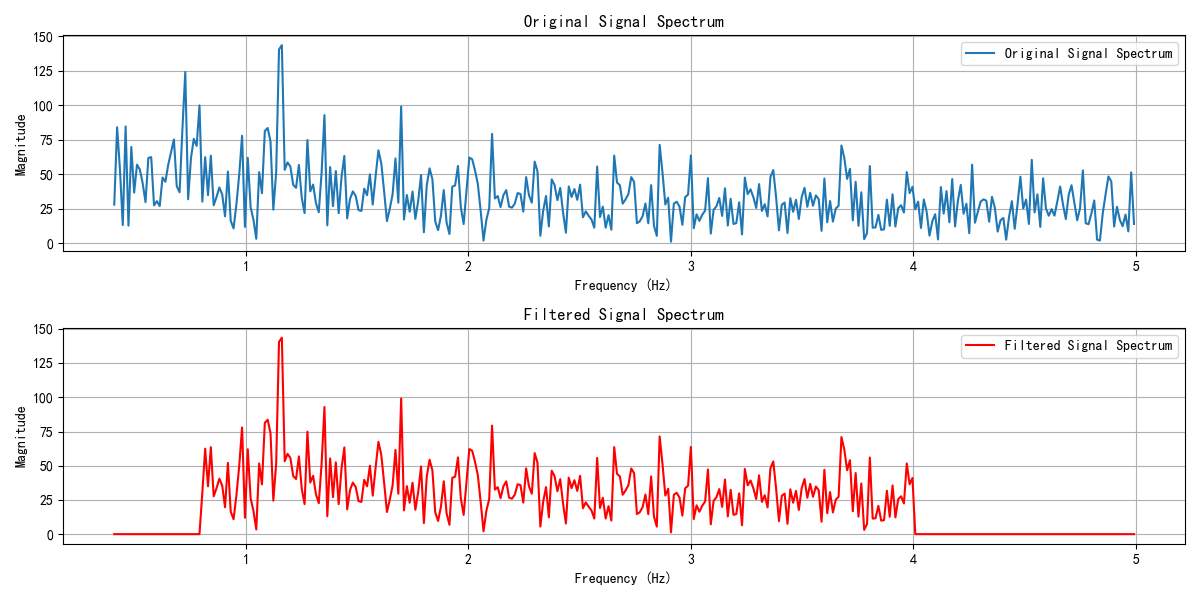 Original Signal Spectrum
150
125
100
75
50
25
0
Magnitude
Original Signal Spectrum
1 2 3 4 5
Frequency (Hz)
Filtered Signal Spectrum
150
125
100
75
50
25
0
Magnitude
Filtered Signal Spectrum
1 2 3 4 5
Frequency (Hz)